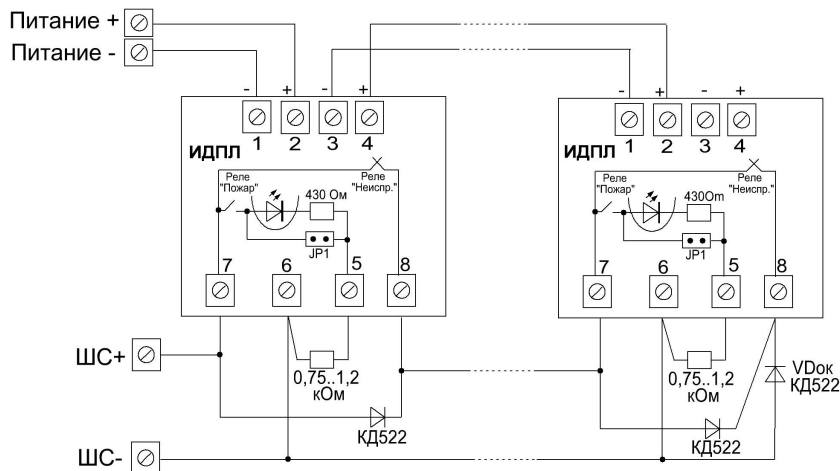 Питание +
Питание -
- + - +
- + - +
1 2 3 4
1 2 3 4
ИДПЛ
ИДПЛ
Реле
"Пожар"
430 Ом
Реле
"Неиспр."
JP1
Реле
"Пожар"
430Om
Реле
"Неиспр."
JP1
7 6 5 8
7 6 5 8
ШС+
0,75..1,2
кОм
КД522
0,75..1,2
кОм
КД522
VDок
КД522
ШС-